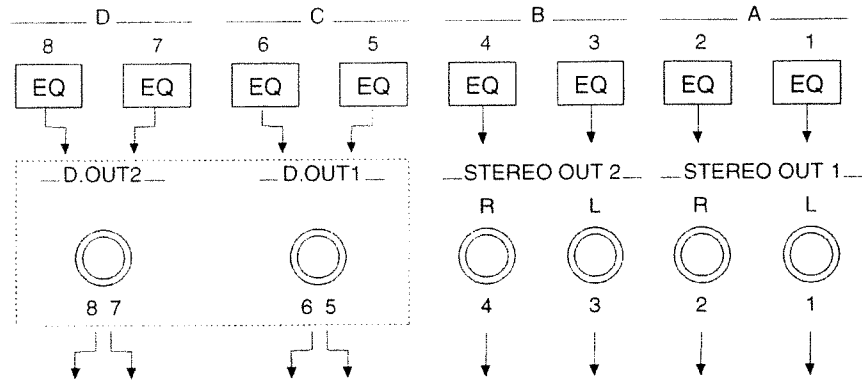 D C B A
8 7 6 5 4 3 2 1
EQ EQ EQ EQ EQ EQ EQ EQ
D.OUT2 D.OUT1 STEREO OUT 2 STEREO OUT 1
R L R L
8 7 6 5 4 3 2 1